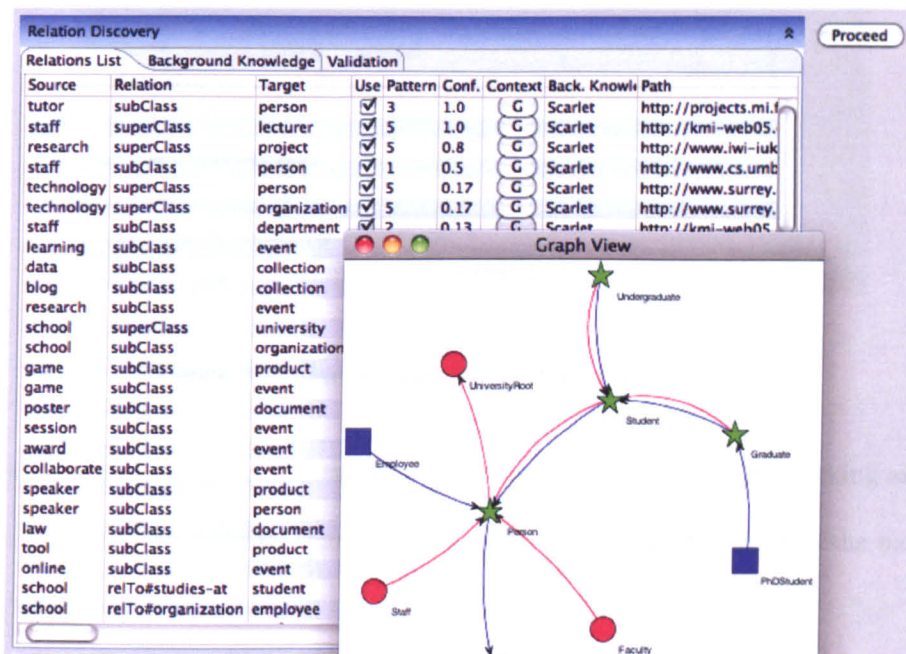 Relation Discovery
Proceed
Relations List Background Knowledge Validation
Source Relation Target Use Pattern Conf. Context Back. Knowl Path
tutor subClass person 3 1.0 G Scarlet http://projects.mi.f
staff superClass lecturer 5 1.0 G Scarlet http://kmi-web05.
research superClass project 5 0.8 G Scarlet http://www.iwi-iuk
staff subClass person 1 0.5 G Scarlet http://www.cs.umb
technology superClass person 5 0.17 G Scarlet http://www.surrey.
technology superClass organization 5 0.17 G Scarlet http://www.surrey.
staff subClass department 2 0.13 G Scarlet http://kmi-web05
learning subClass event
data subClass collection
blog subClass collection
research subClass event
school superClass university
school subClass organization
game subClass product
game subClass event
poster subClass document
session subClass event
award subClass event
collaborate subClass event
speaker subClass product
speaker subClass person
law subClass document
tool subClass product
online subClass event
school relTo#studies-at student
school relTo#organization employee
Graph View
Undergraduate
UniversityRoot
Student
Employee
Graduate
Person
PhDStudent
Staff
Faculty